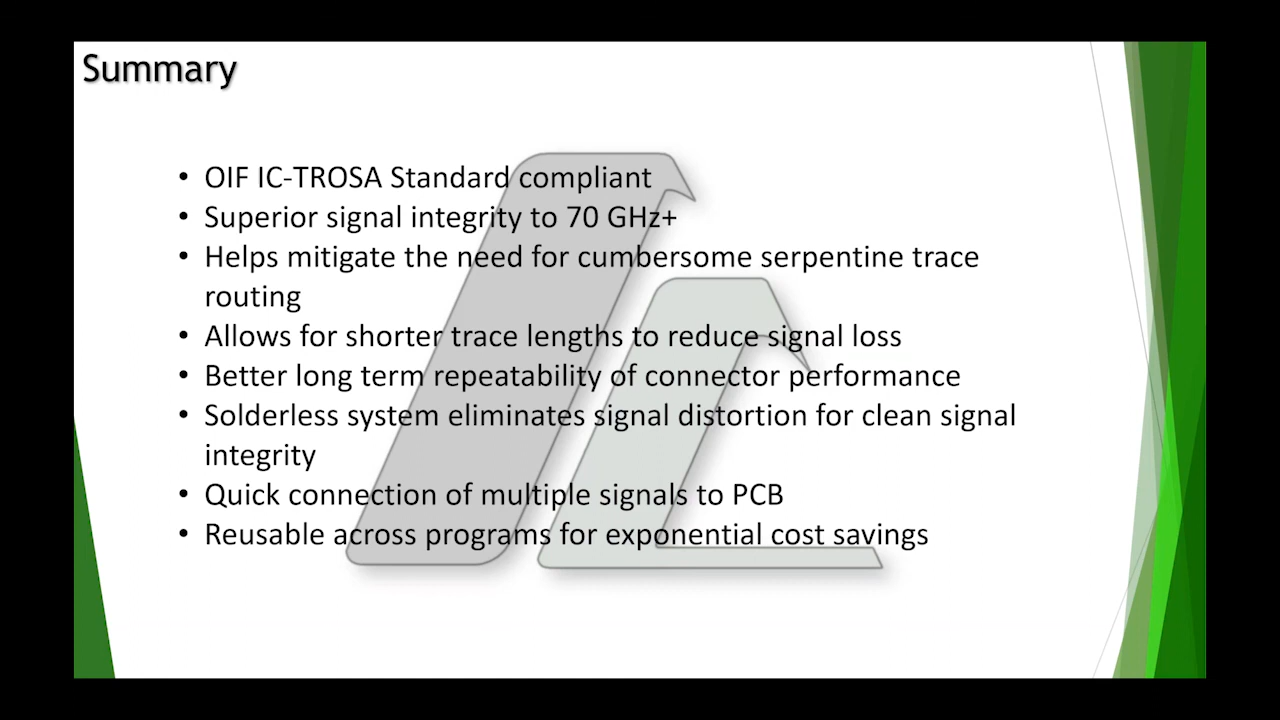 Summary
• OIF IC-TROSA Standard compliant
• Superior signal integrity to 70 GHz+
• Helps mitigate the need for cumbersome serpentine trace
routing
• Allows for shorter trace lengths to reduce signal loss
• Better long term repeatability of connector performance
• Solderless system eliminates signal distortion for clean signal
integrity
• Quick connection of multiple signals to PCB
• Reusable across programs for exponential cost savings